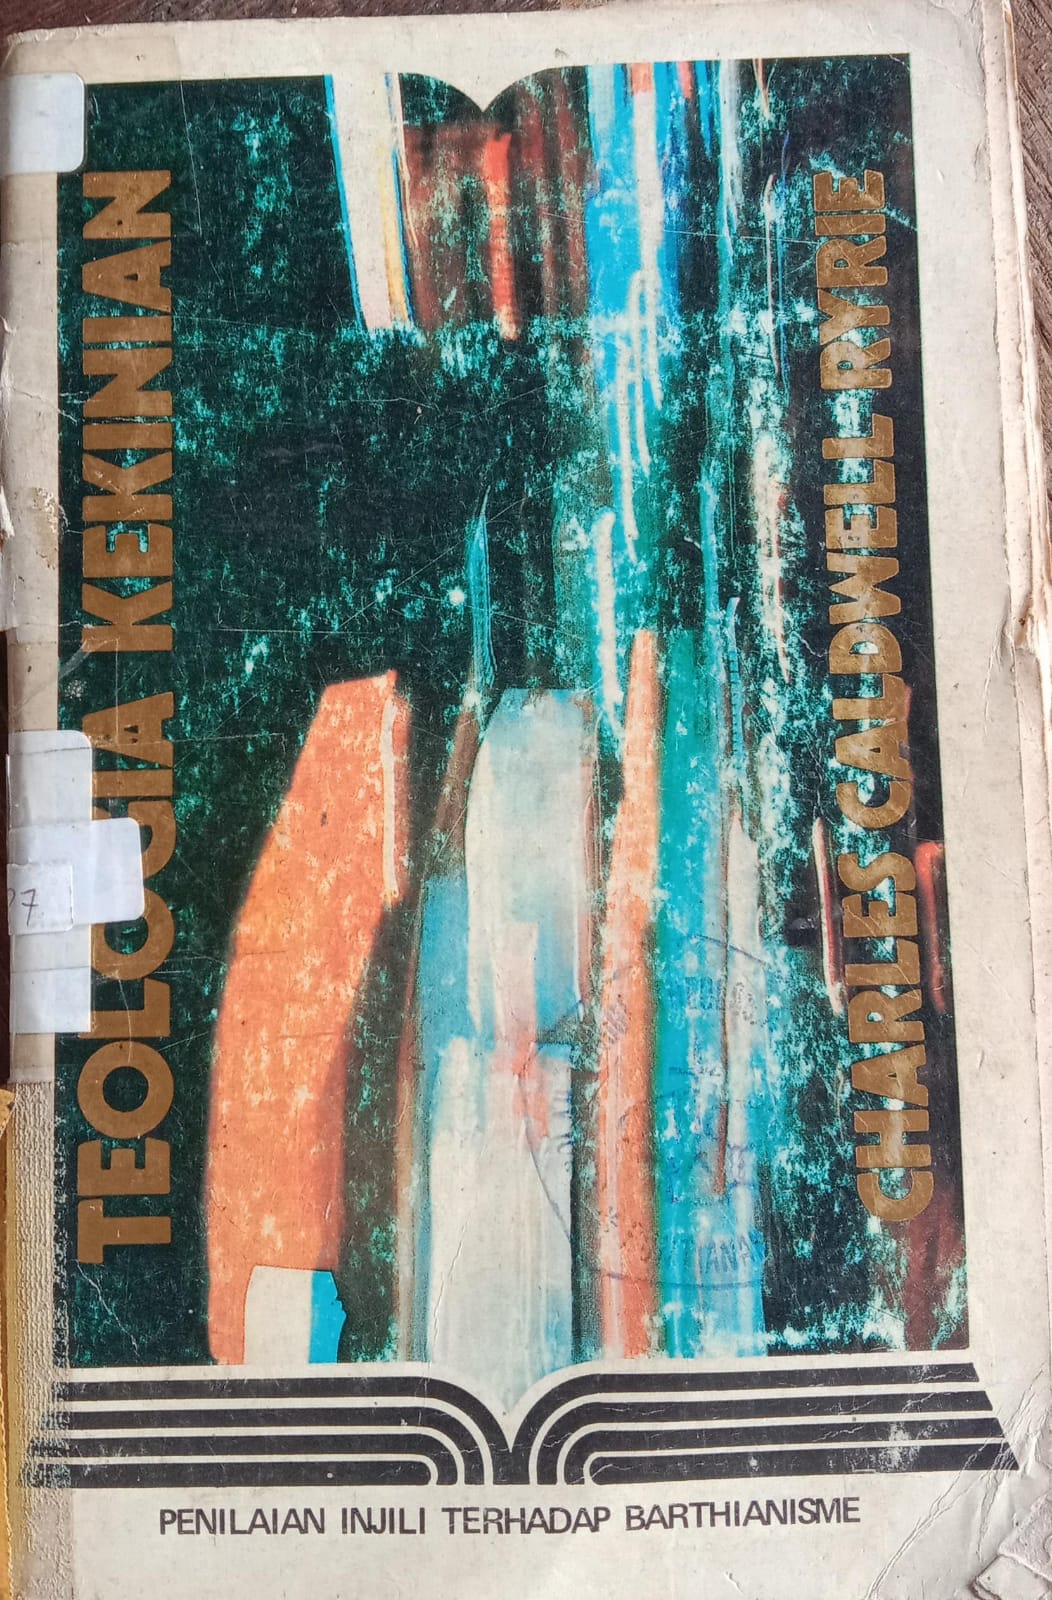 TEOLOGIA KEKINIAN
CHARLES CALDWELL RYRIE
PENILAIAN INJILI TERHADAP BARTHIANISME